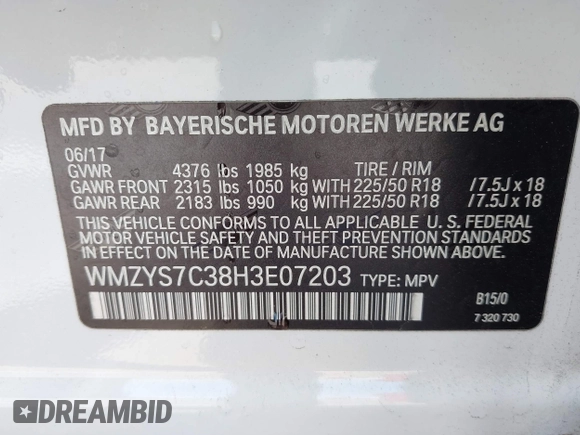 MFD BY BAYERISCHE MOTOREN WERKE AG
06/17
GVWR 4376 lbs 1985 kg TIRE / RIM
GAWR FRONT 2315 lbs 1050 kg WITH 225/50 R18 /7.5J x 18
GAWR REAR 2183 lbs 990 kg WITH 225/50 R18 /7.5J x 18
THIS VEHICLE CONFORMS TO ALL APPLICABLE U. S. FEDERAL
MOTOR VEHICLE SAFETY AND THEFT PREVENTION STANDARDS
IN EFFECT ON THE DATE OF MANUFACTURE SHOWN ABOVE.
WMZYS7C38H3E07203 TYPE: MPV
B15/0
7 320 730
DREAMBID